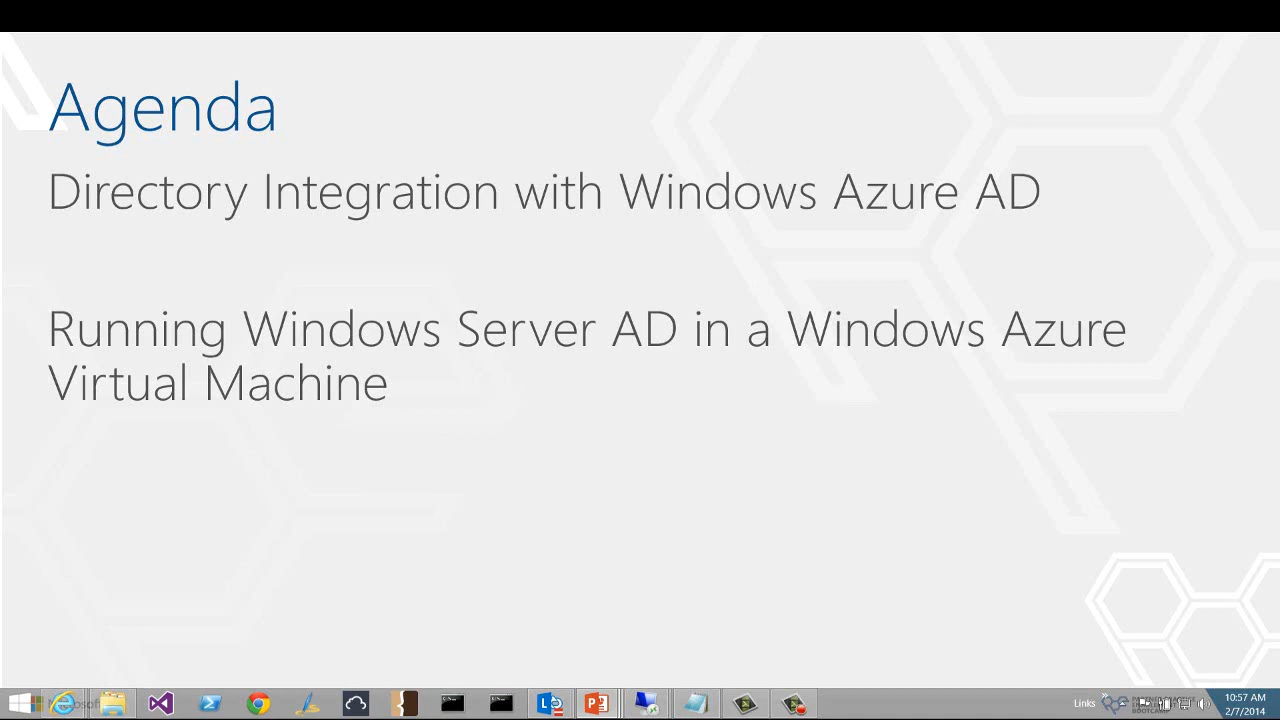 Agenda
Directory Integration with Windows Azure AD
Running Windows Server AD in a Windows Azure
Virtual Machine
Links
10:57 AM
2/7/2014